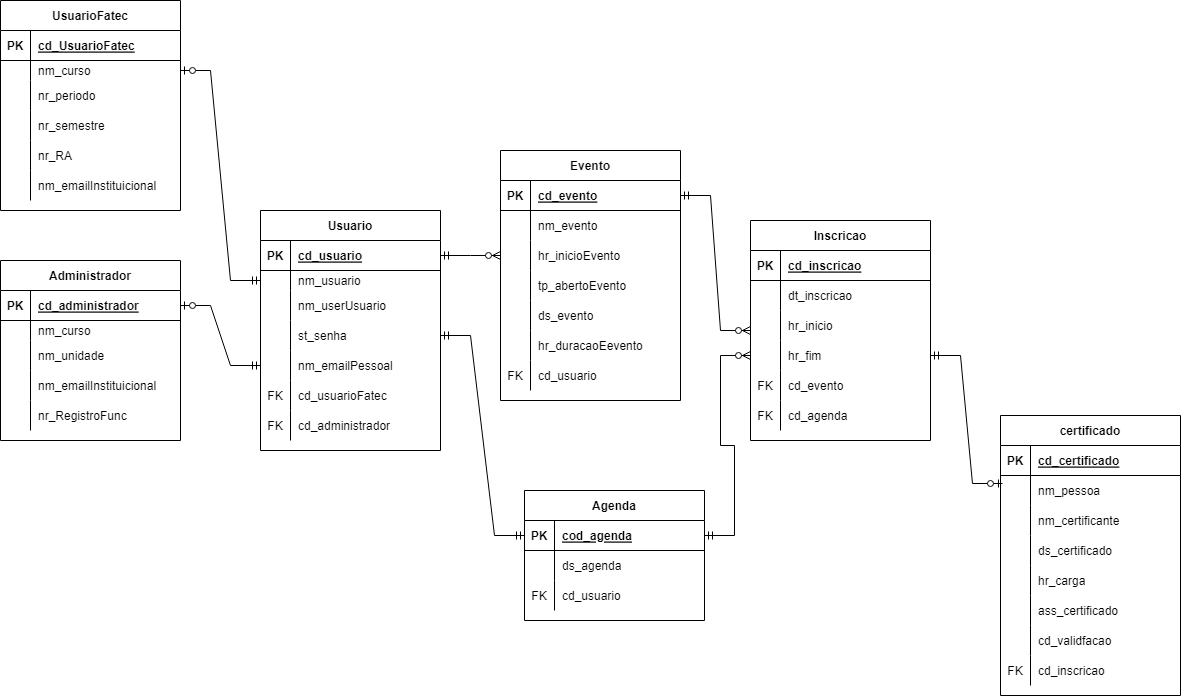 UsuarioFatec
PK cd_UsuarioFatec
nm_curso
nr_periodo
nr_semestre
nr_RA
nm_emailInstituicional
Administrador
PK cd_administrador
nm_curso
nm_unidade
nm_emailInstituicional
nr_RegistroFunc
Usuario
PK cd_usuario
nm_usuario
nm_userUsuario
st_senha
nm_emailPessoal
FK cd_usuarioFatec
FK cd_administrador
Evento
PK cd_evento
nm_evento
hr_inicioEvento
tp_abertoEvento
ds_evento
hr_duracaoEevento
FK cd_usuario
Agenda
PK cod_agenda
ds_agenda
FK cd_usuario
Inscricao
PK cd_inscricao
dt_inscricao
hr_inicio
hr_fim
FK cd_evento
FK cd_agenda
certificado
PK cd_certificado
nm_pessoa
nm_certificante
ds_certificado
hr_carga
ass_certificado
cd_validfacao
FK cd_inscricao